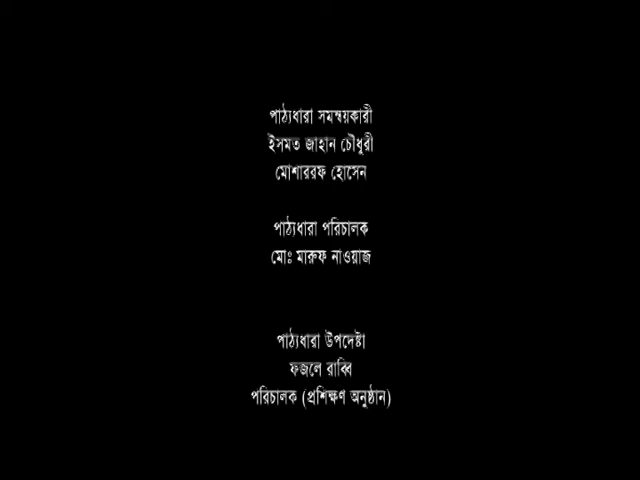 পাঠ্যধারা সমন্বয়কারী
ইসমত জাহান চৌধুরী
মোশাররফ হোসেন
পাঠ্যধারা পরিচালক
মোঃ মারুফ নাওয়াজ
পাঠ্যধারা উপদেষ্টা
ফজলে রাব্বি
পরিচালক (প্রশিক্ষণ অনুষ্ঠান)